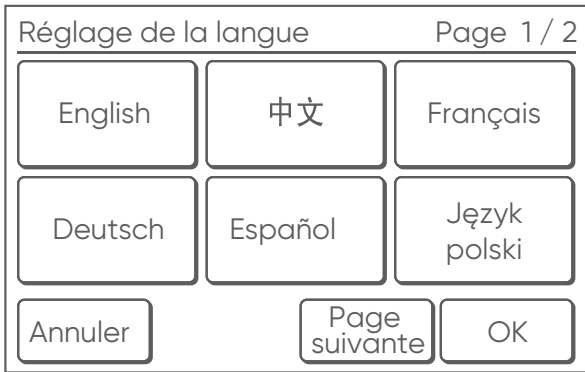 Réglage de la langue Page 1 / 2
English 中文 Français
Deutsch Español Język
polski
Annuler Page
suivante OK